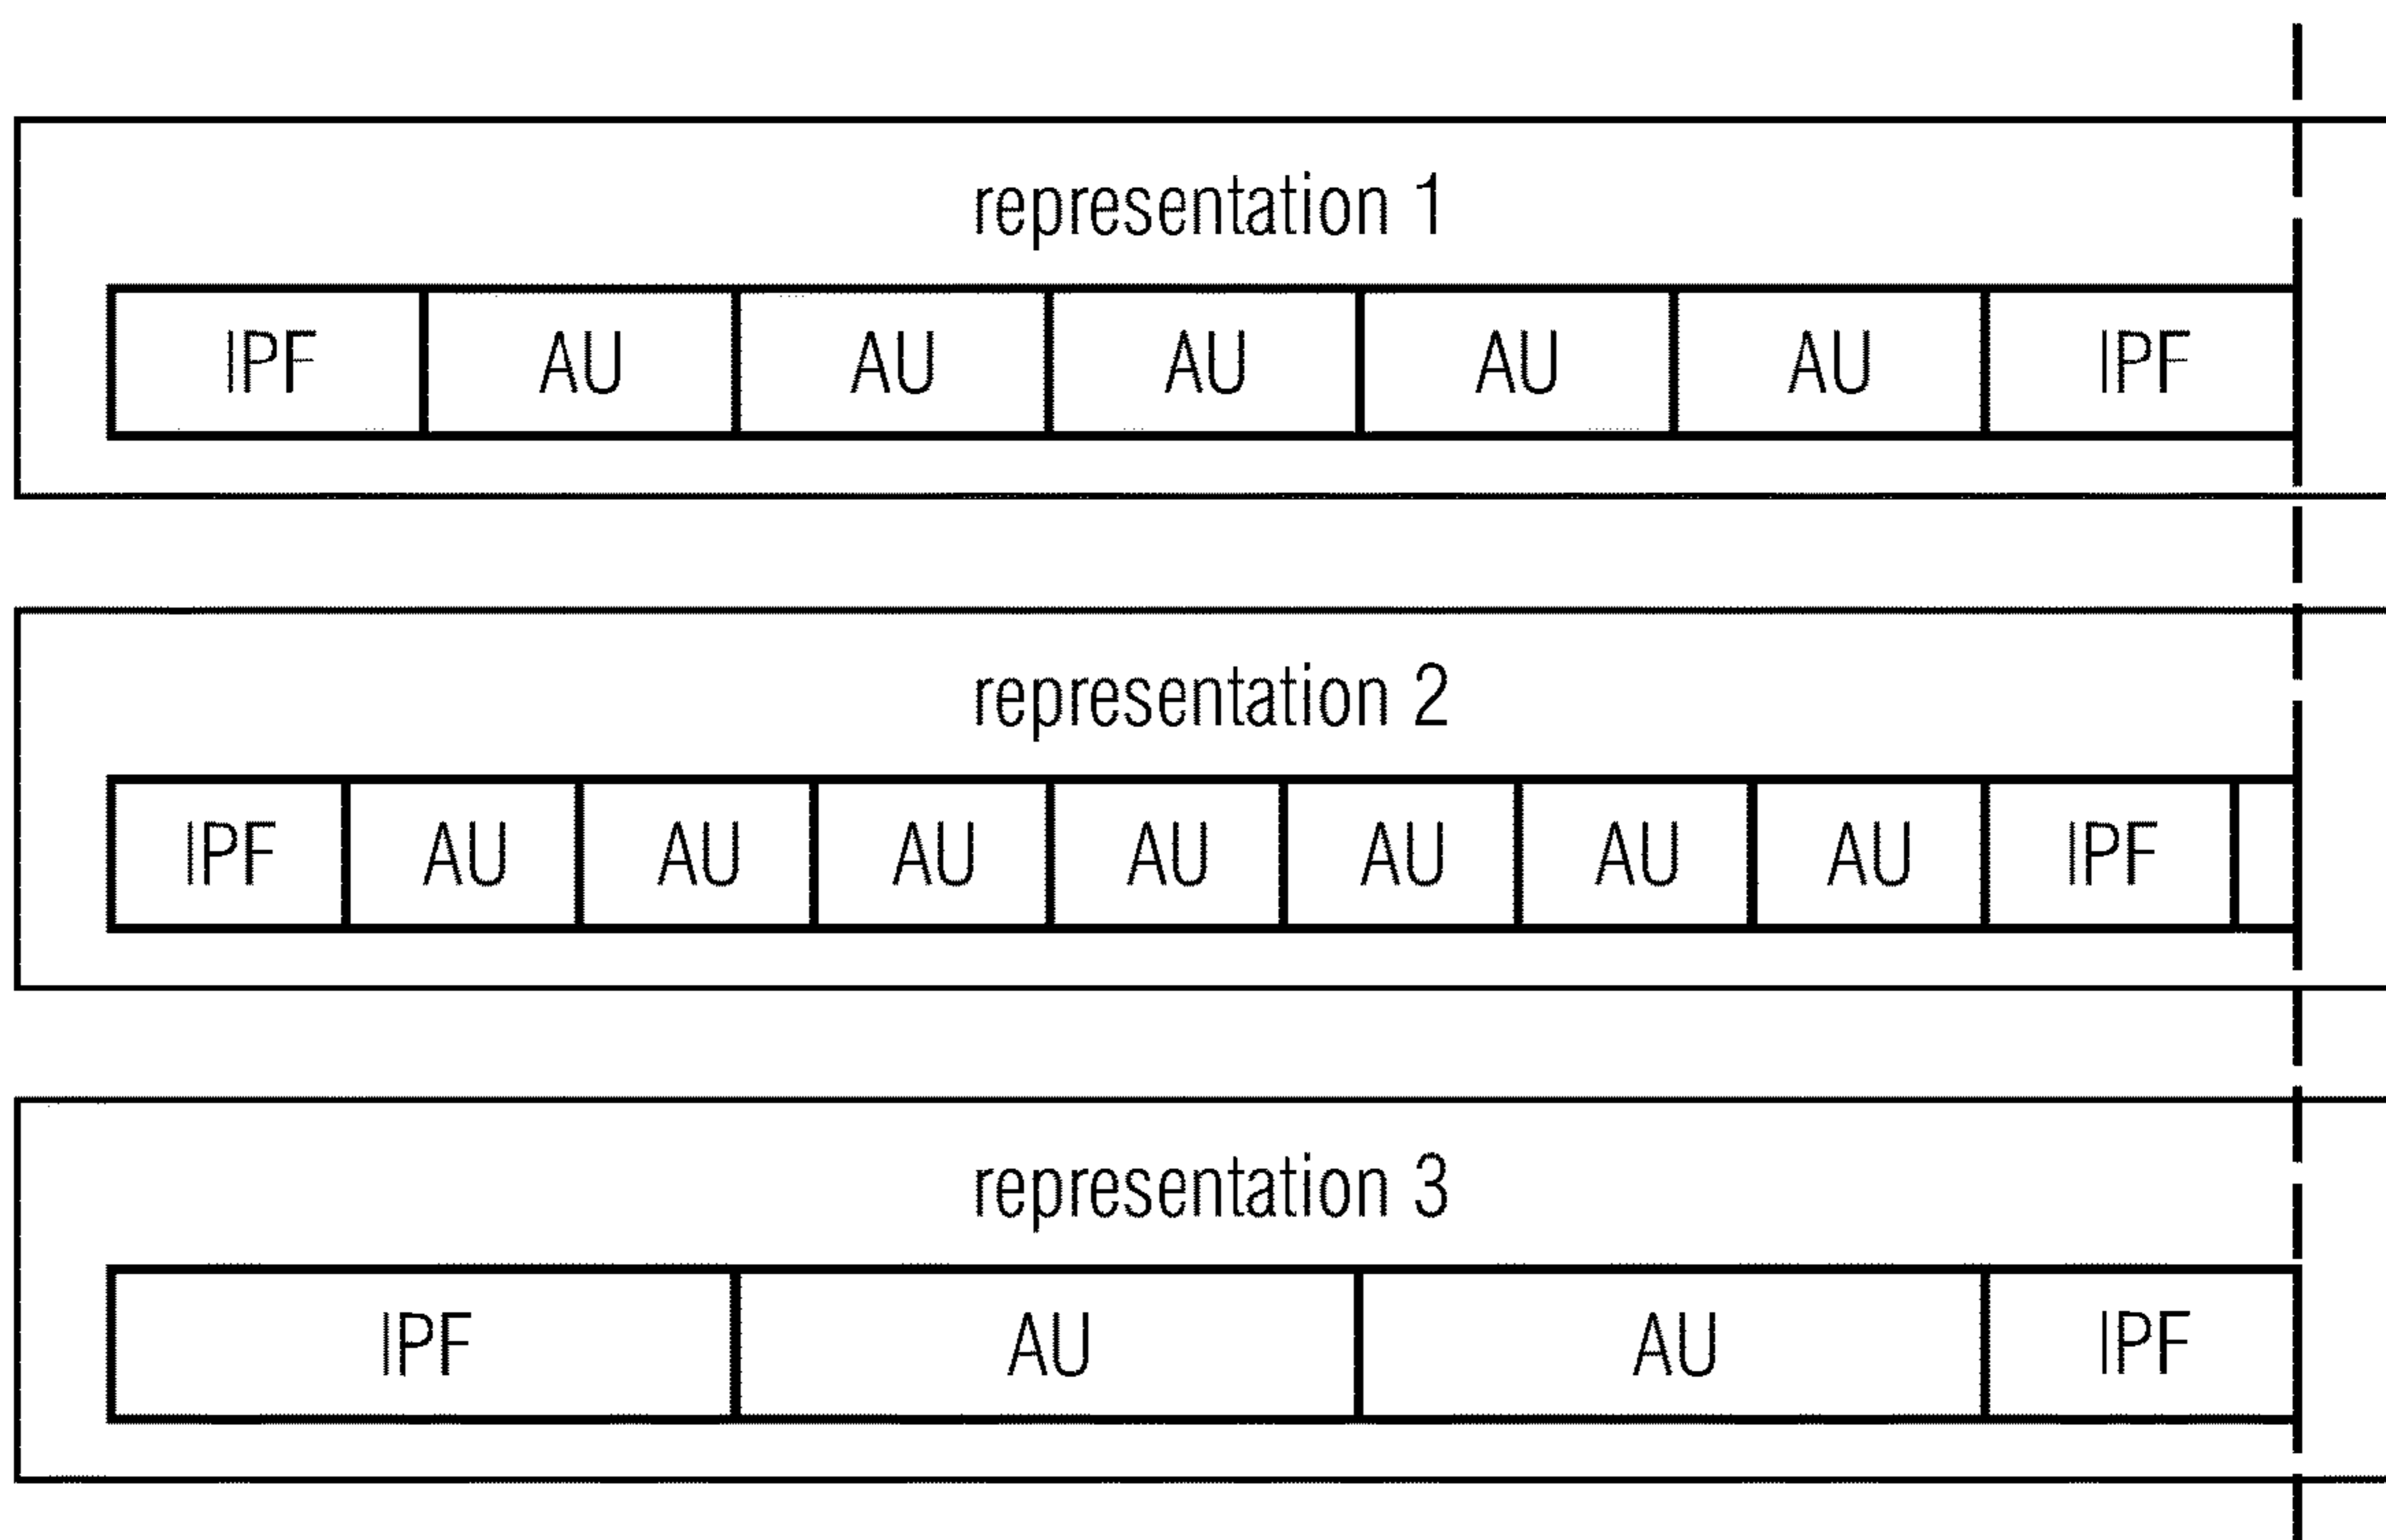 representation 1
IPF AU AU AU AU AU IPF
representation 2
IPF AU AU AU AU AU AU AU IPF
representation 3
IPF AU AU IPF